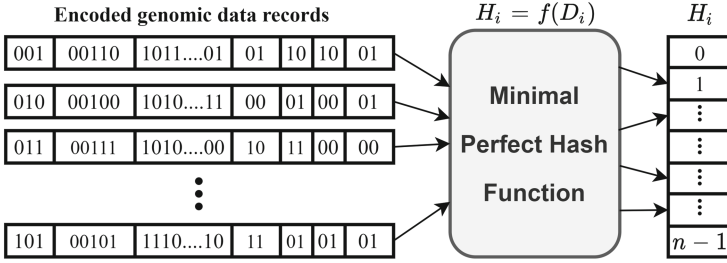 Encoded genomic data records
H_i = f(D_i)
H_i
001 00110 1011....01 01 10 10 01
010 00100 1010....11 00 01 00 01
011 00111 1010....00 10 11 00 00
⋮
101 00101 1110....10 11 01 01 01
Minimal
Perfect Hash
Function
0
1
⋮
⋮
⋮
⋮
n − 1